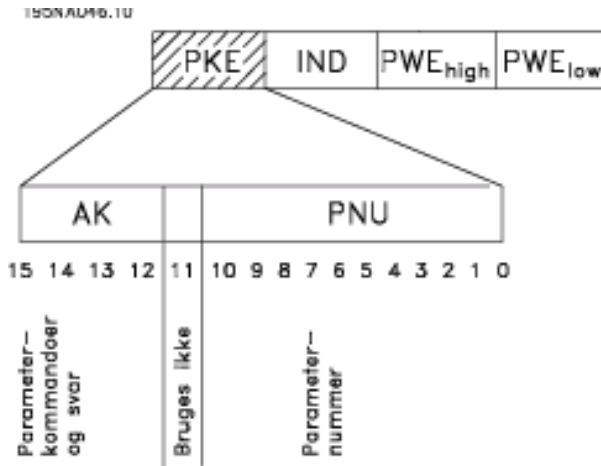 195NA046.10
PKE IND PWEhigh PWElow
AK PNU
15 14 13 12 11 10 9 8 7 6 5 4 3 2 1 0
Parameter-
kommandoer
og svar
Bruges ikke
Parameter-
nummer